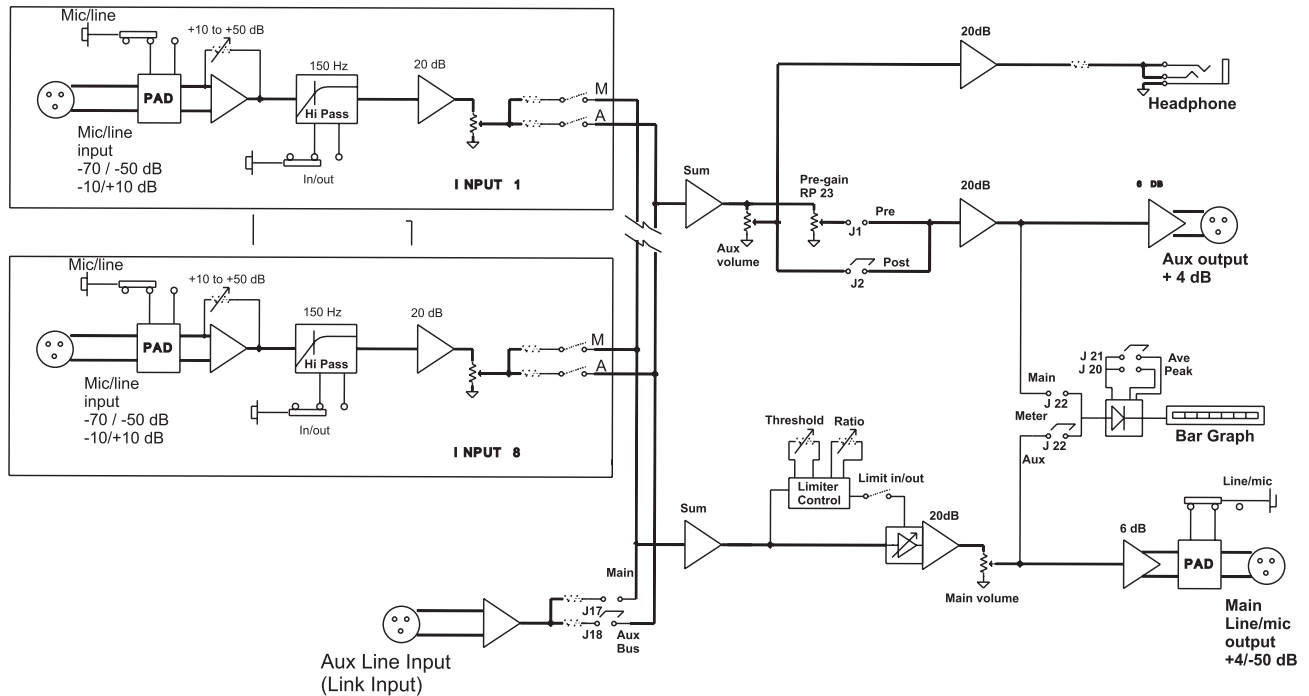 Mic/line
+10 to +50 dB
PAD
150 Hz
Hi Pass
20 dB
M
A
Mic/line
input
-70 / -50 dB
-10/+10 dB
In/out
I NPUT 1
Mic/line
+10 to +50 dB
PAD
150 Hz
Hi Pass
20 dB
M
A
Mic/line
input
-70 / -50 dB
-10/+10 dB
In/out
I NPUT 8
20dB
Headphone
Sum
Aux
volume
Pre-gain
RP 23
Pre
J1
Post
J2
20dB
6 DB
Aux output
+ 4 dB
J 21
J 20
Ave
Peak
Main
J 22
Meter
J 22
Aux
Bar Graph
Threshold
Ratio
Limiter
Control
Limit in/out
Sum
20dB
Main volume
6 dB
Line/mic
PAD
Main
Line/mic
output
+4/-50 dB
Main
J17
J18
Aux
Bus
Aux Line Input
(Link Input)